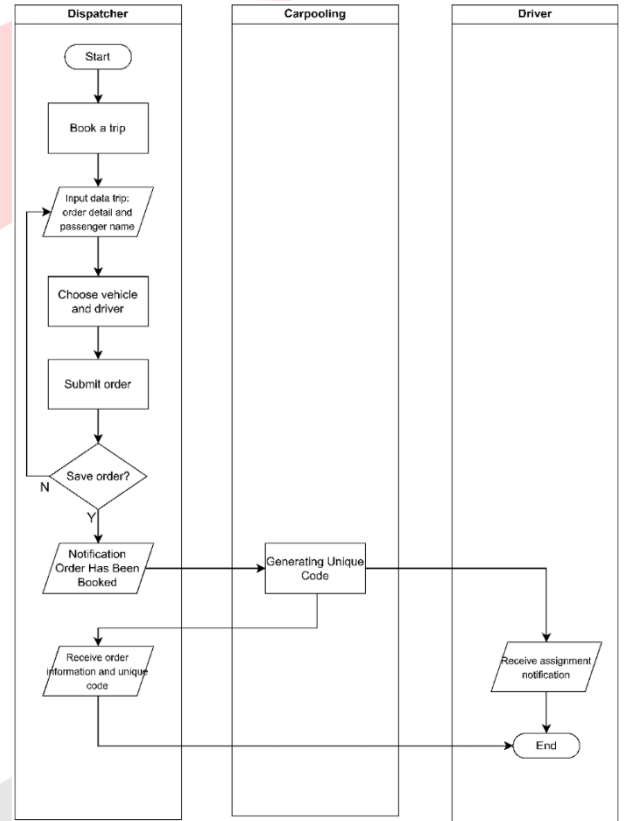 Dispatcher
Carpooling
Driver
Start
Book a trip
Input data trip:
order detail and
passenger name
Choose vehicle
and driver
Submit order
Save order?
N
Y
Notification
Order Has Been
Booked
Generating Unique
Code
Receive order
information and unique
code
Receive assignment
notification
End